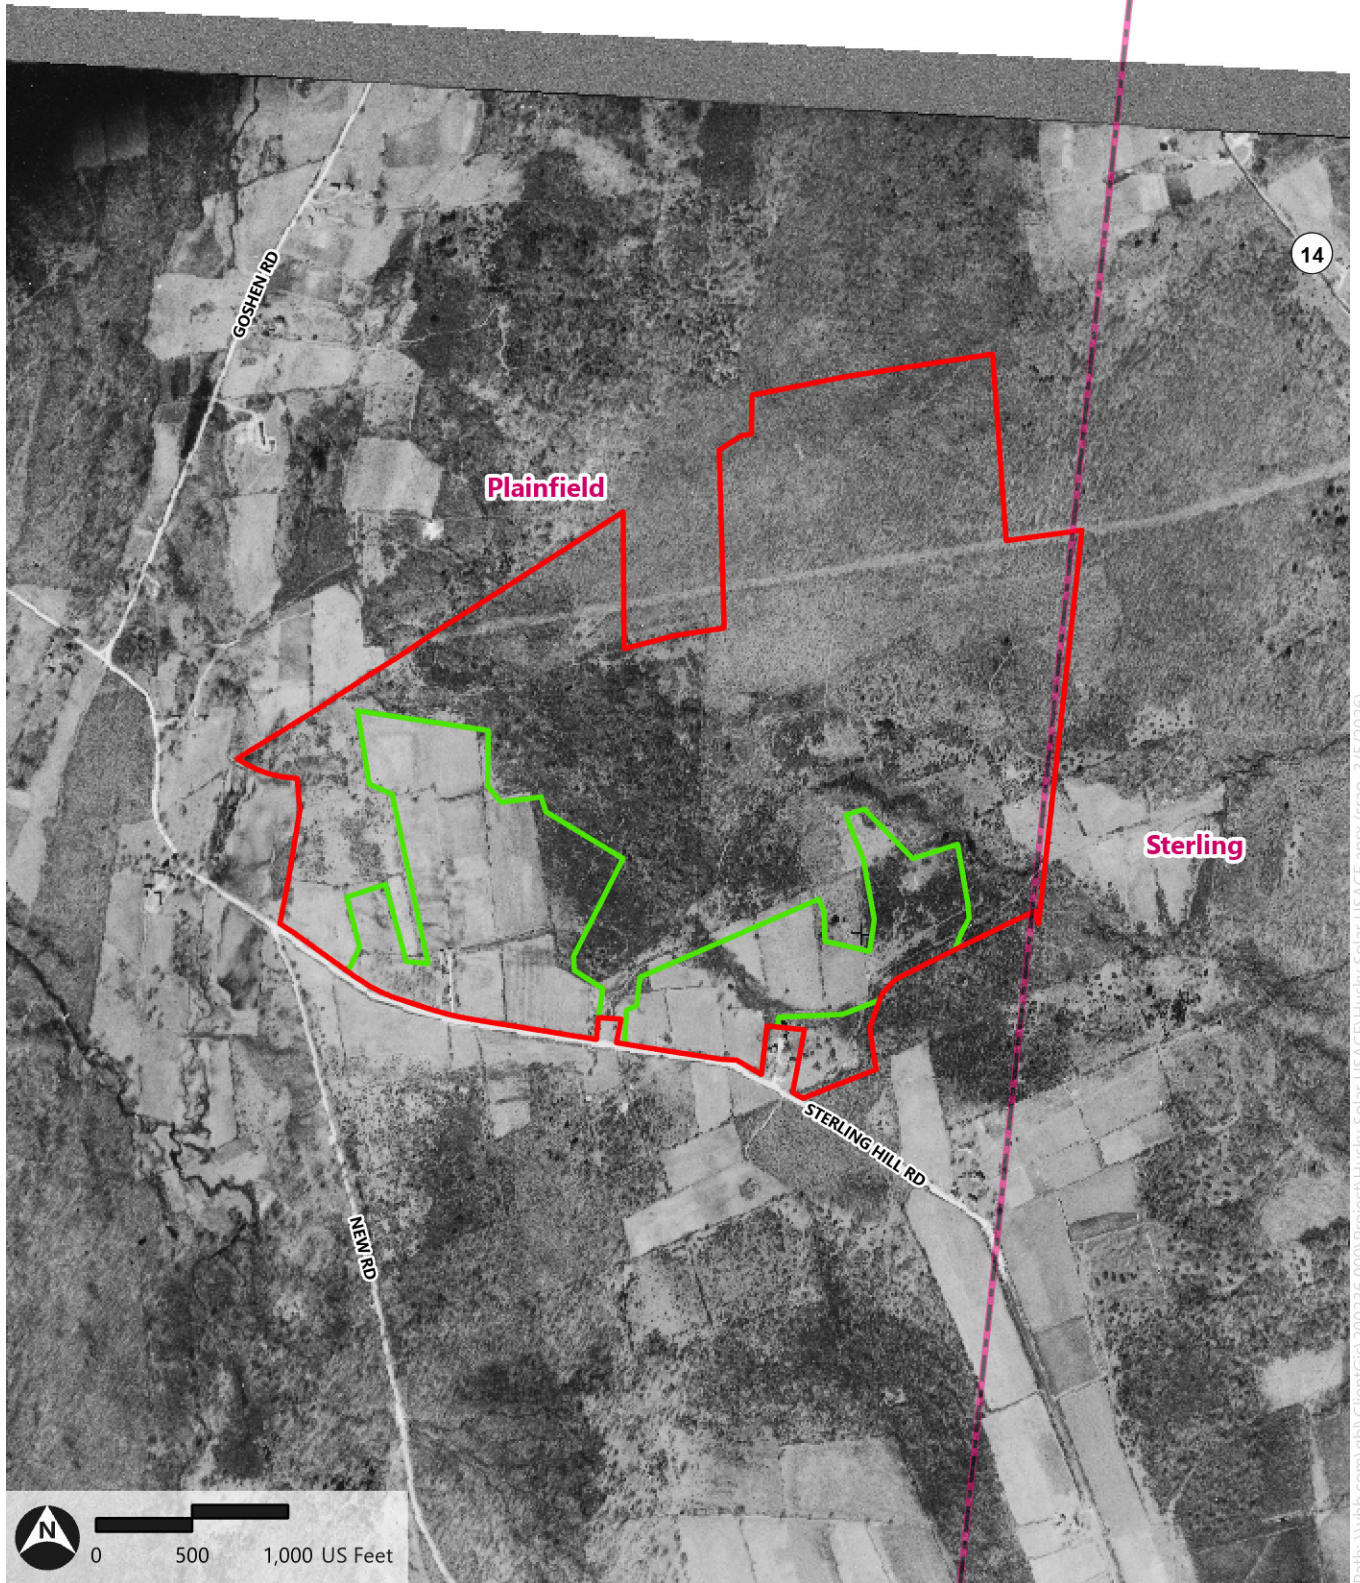 GOSHEN RD
14
Plainfield
Sterling
STERLING HILL RD
NEW RD
N
0 500 1,000 US Feet